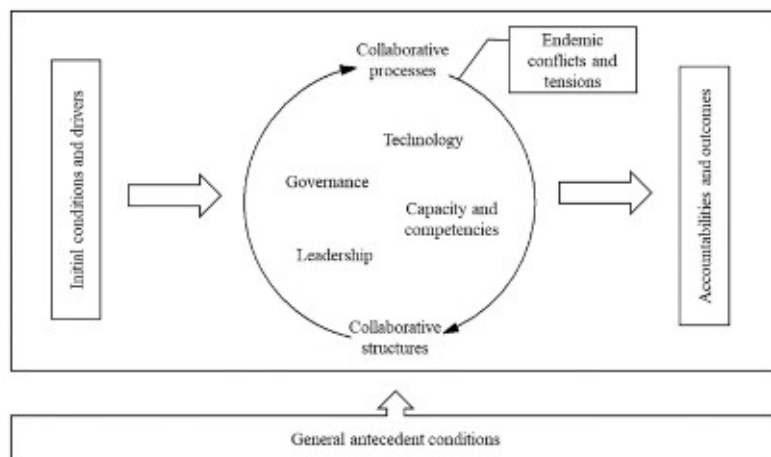 Collaborative
processes
Endemic
conflicts and
tensions
Initial conditions and drivers
Technology
Governance
Capacity and
competencies
Leadership
Accountabilities and outcomes
Collaborative
structures
General antecedent conditions